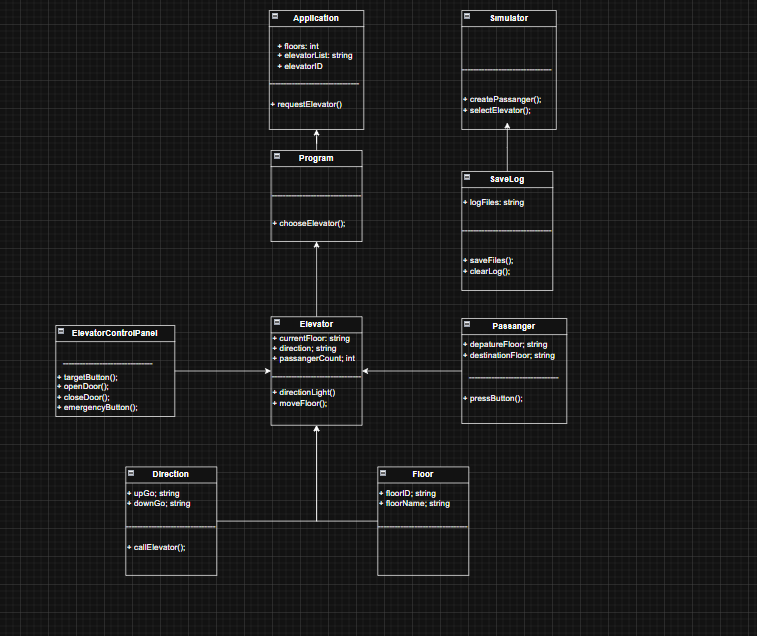 Application
+ floors: int
+ elevatorList: string
+ elevatorID
+ requestElevator()
Simulator
+ createPassanger();
+ selectElevator();
Program
+ chooseElevator();
SaveLog
+ logFiles: string
+ saveFiles();
+ clearLog();
ElevatorControlPanel
+ targetButton();
+ openDoor();
+ closeDoor();
+ emergencyButton();
Elevator
+ currentFloor: string
+ direction; string
+ passangerCount; int
+ directionLight()
+ moveFloor();
Passanger
+ depatureFloor; string
+ destinationFloor; string
+ pressButton();
Direction
+ upGo; string
+ downGo; string
+ callElevator();
Floor
+ floorID; string
+ floorName; string